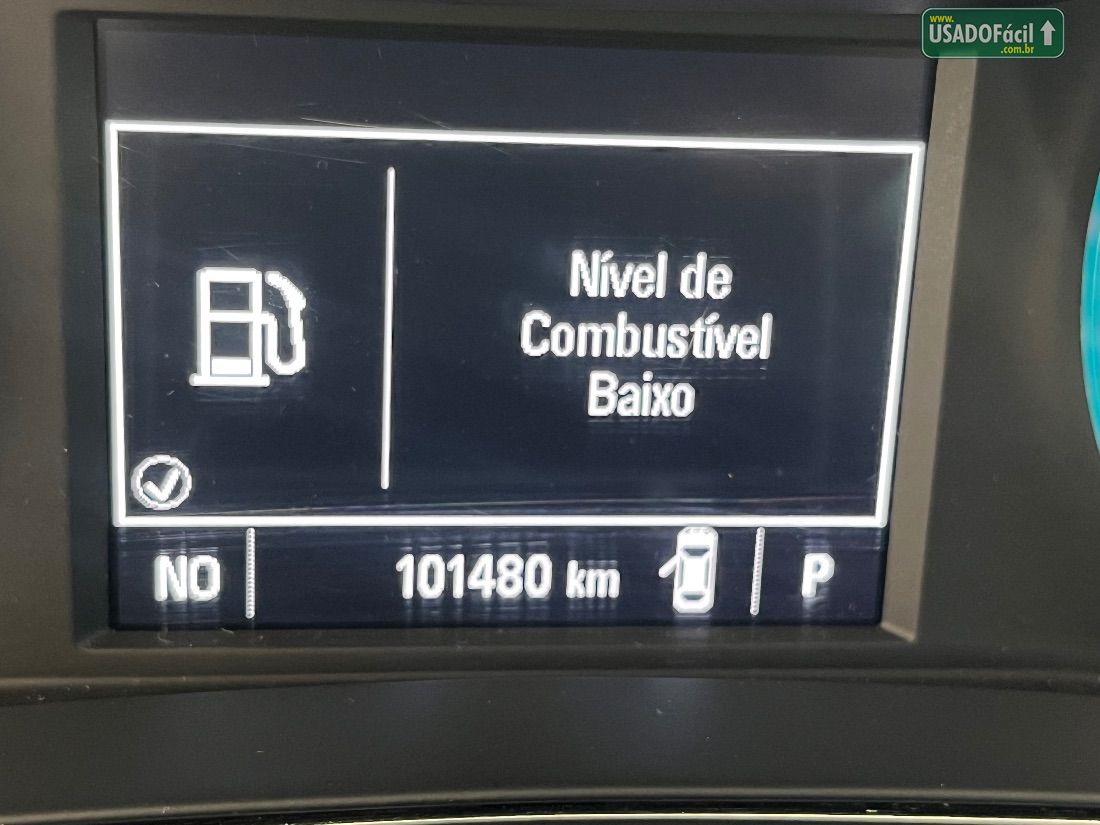 www.
USADOFácil
.com.br
Nível de
Combustível
Baixo
NO
101480 km
P